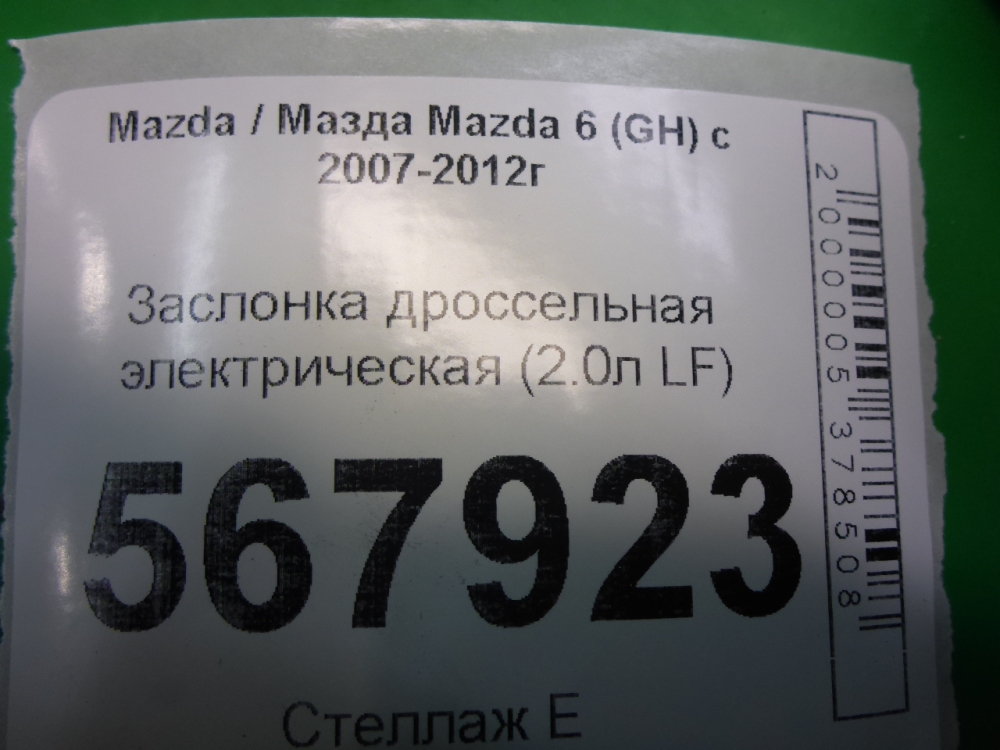 Mazda / Мазда Mazda 6 (GH) с
2007-2012г
Заслонка дроссельная
электрическая (2.0л LF)
567923
Стеллаж Е
2000005378508